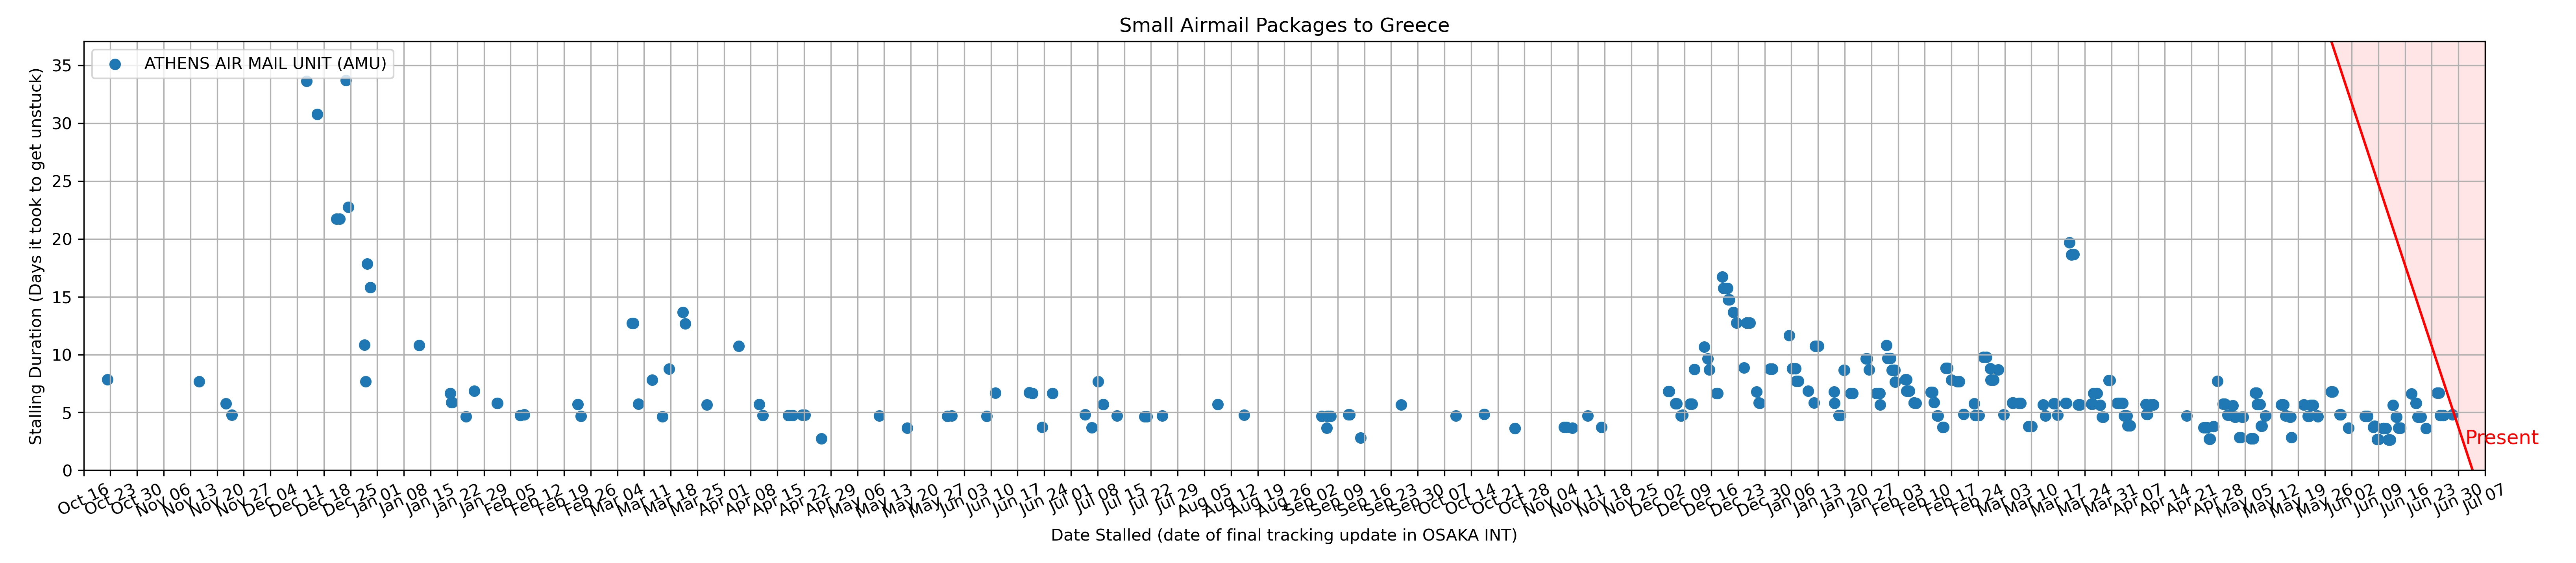 Small Airmail Packages to Greece
ATHENS AIR MAIL UNIT (AMU)
Stalling Duration (Days it took to get unstuck)
35
30
25
20
15
10
5
0
Present
Oct 16
Oct 23
Oct 30
Nov 06
Nov 13
Nov 20
Nov 27
Dec 04
Dec 11
Dec 18
Dec 25
Jan 01
Jan 08
Jan 15
Jan 22
Jan 29
Feb 05
Feb 12
Feb 19
Feb 26
Mar 04
Mar 11
Mar 18
Mar 25
Apr 01
Apr 08
Apr 15
Apr 22
Apr 29
May 06
May 13
May 20
May 27
Jun 03
Jun 10
Jun 17
Jun 24
Jul 01
Jul 08
Jul 15
Jul 22
Jul 29
Aug 05
Aug 12
Aug 19
Aug 26
Sep 02
Sep 09
Sep 16
Sep 23
Sep 30
Oct 07
Oct 14
Oct 21
Oct 28
Nov 04
Nov 11
Nov 18
Nov 25
Dec 02
Dec 09
Dec 16
Dec 23
Dec 30
Jan 06
Jan 13
Jan 20
Jan 27
Feb 03
Feb 10
Feb 17
Feb 24
Mar 03
Mar 10
Mar 17
Mar 24
Mar 31
Apr 07
Apr 14
Apr 21
Apr 28
May 05
May 12
May 19
May 26
Jun 02
Jun 09
Jun 16
Jun 23
Jun 30
Jul 07
Date Stalled (date of final tracking update in OSAKA INT)